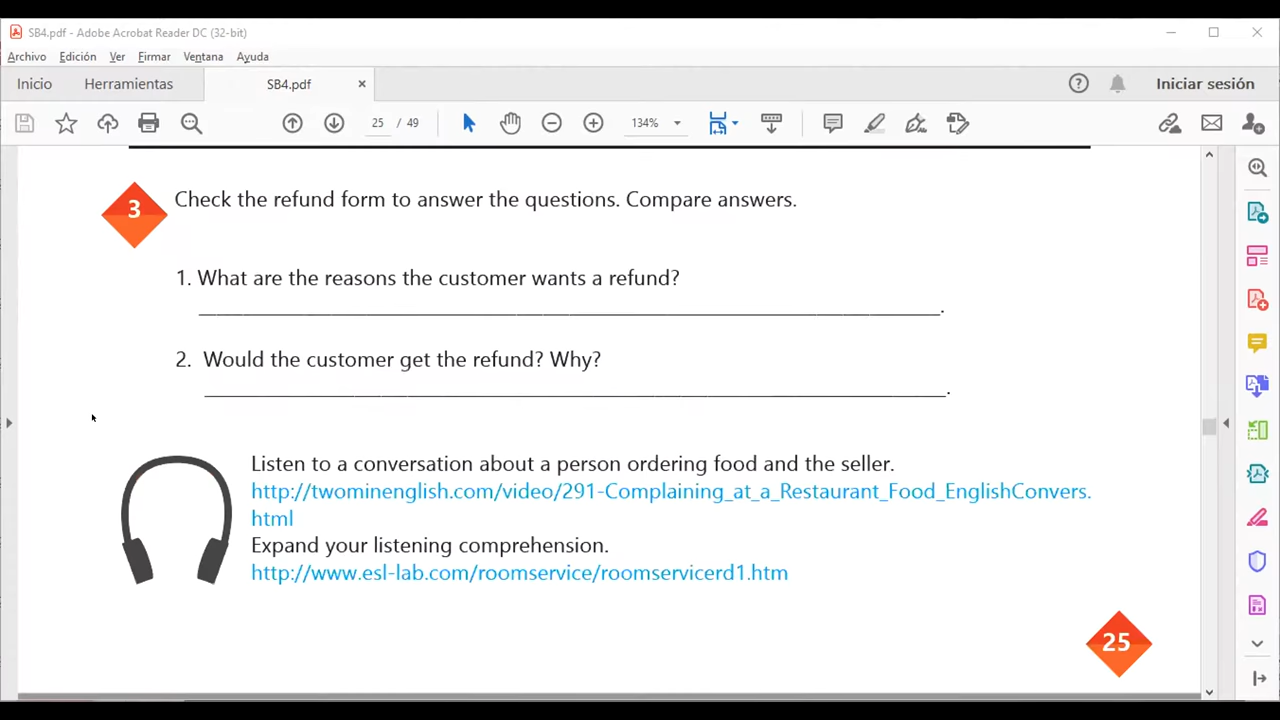 SB4.pdf - Adobe Acrobat Reader DC (32-bit)
Archivo Edición Ver Firmar Ventana Ayuda
Inicio Herramientas SB4.pdf × Iniciar sesión
25 / 49 134%
3 Check the refund form to answer the questions. Compare answers.
1. What are the reasons the customer wants a refund?
______________________________________________.
2. Would the customer get the refund? Why?
______________________________________________.
Listen to a conversation about a person ordering food and the seller.
http://twominenglish.com/video/291-Complaining_at_a_Restaurant_Food_EnglishConvers.
html
Expand your listening comprehension.
http://www.esl-lab.com/roomservice/roomservicerd1.htm
25